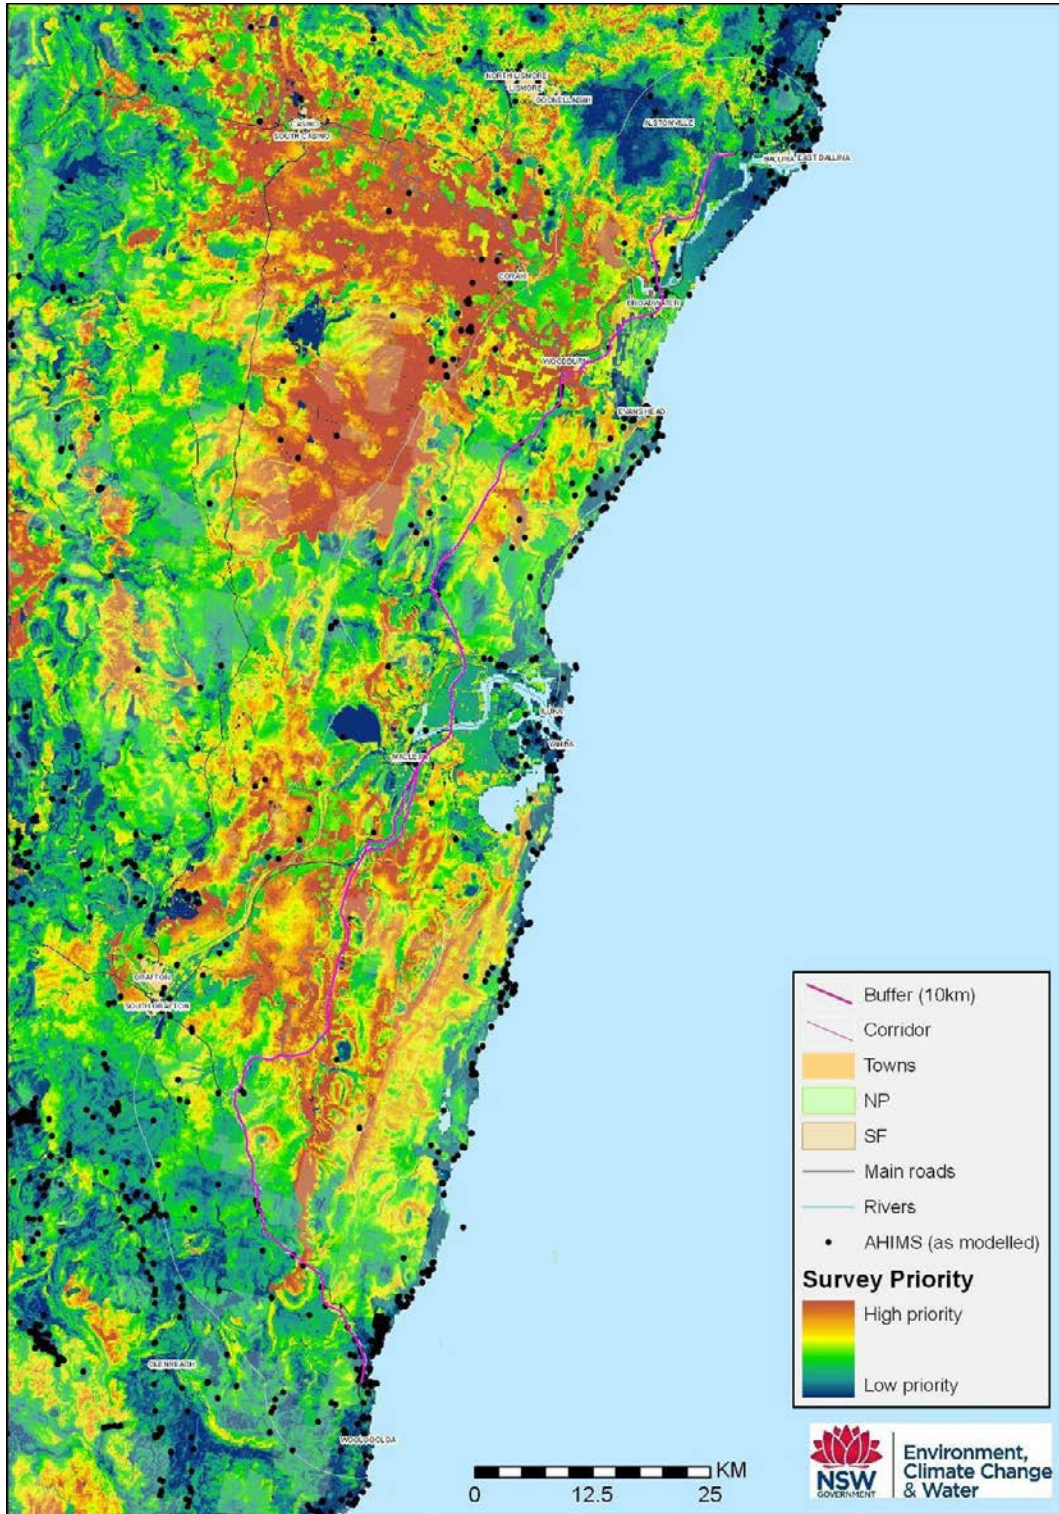 NORTH LISMORE
LISMORE
GOONELLABAH
ALSTONVILLE
CASINO
SOUTH CASINO
BALLINA
EAST BALLINA
CORAKI
BROADWATER
WOODBURN
EVANS HEAD
ILUKA
YAMBA
MACLEAN
GRAFTON
SOUTH GRAFTON
GLENREAGH
WOOLGOOLGA
Buffer (10km)
Corridor
Towns
NP
SF
Main roads
Rivers
AHIMS (as modelled)
Survey Priority
High priority
Low priority
KM
0 12.5 25
NSW
GOVERNMENT
Environment,
Climate Change
& Water